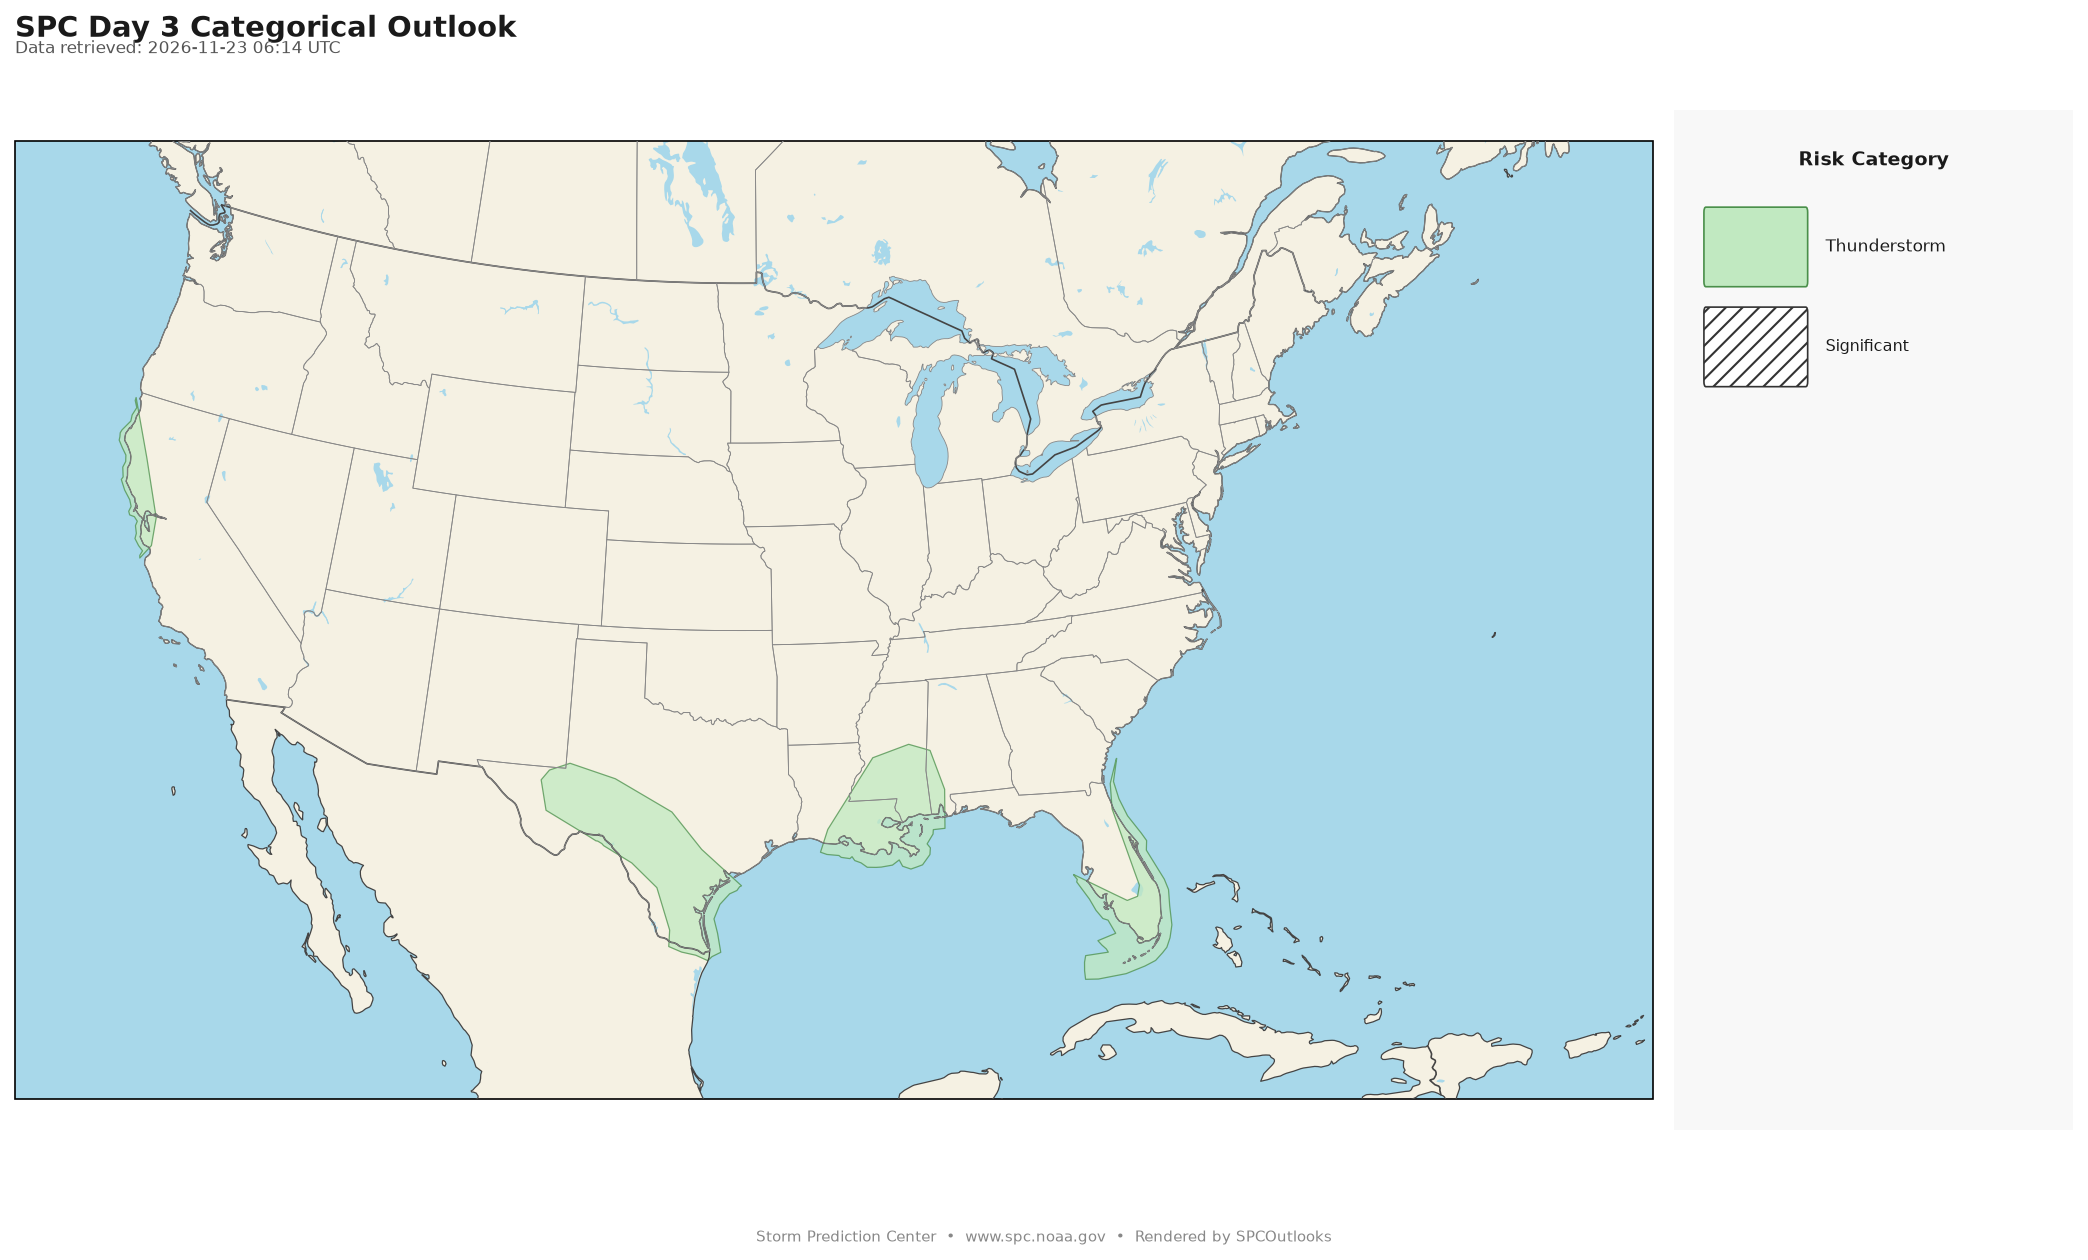 SPC Day 3 Categorical Outlook
Data retrieved: 2026-11-23 06:14 UTC
Risk Category
Thunderstorm
Significant
Storm Prediction Center • www.spc.noaa.gov • Rendered by SPCOutlooks